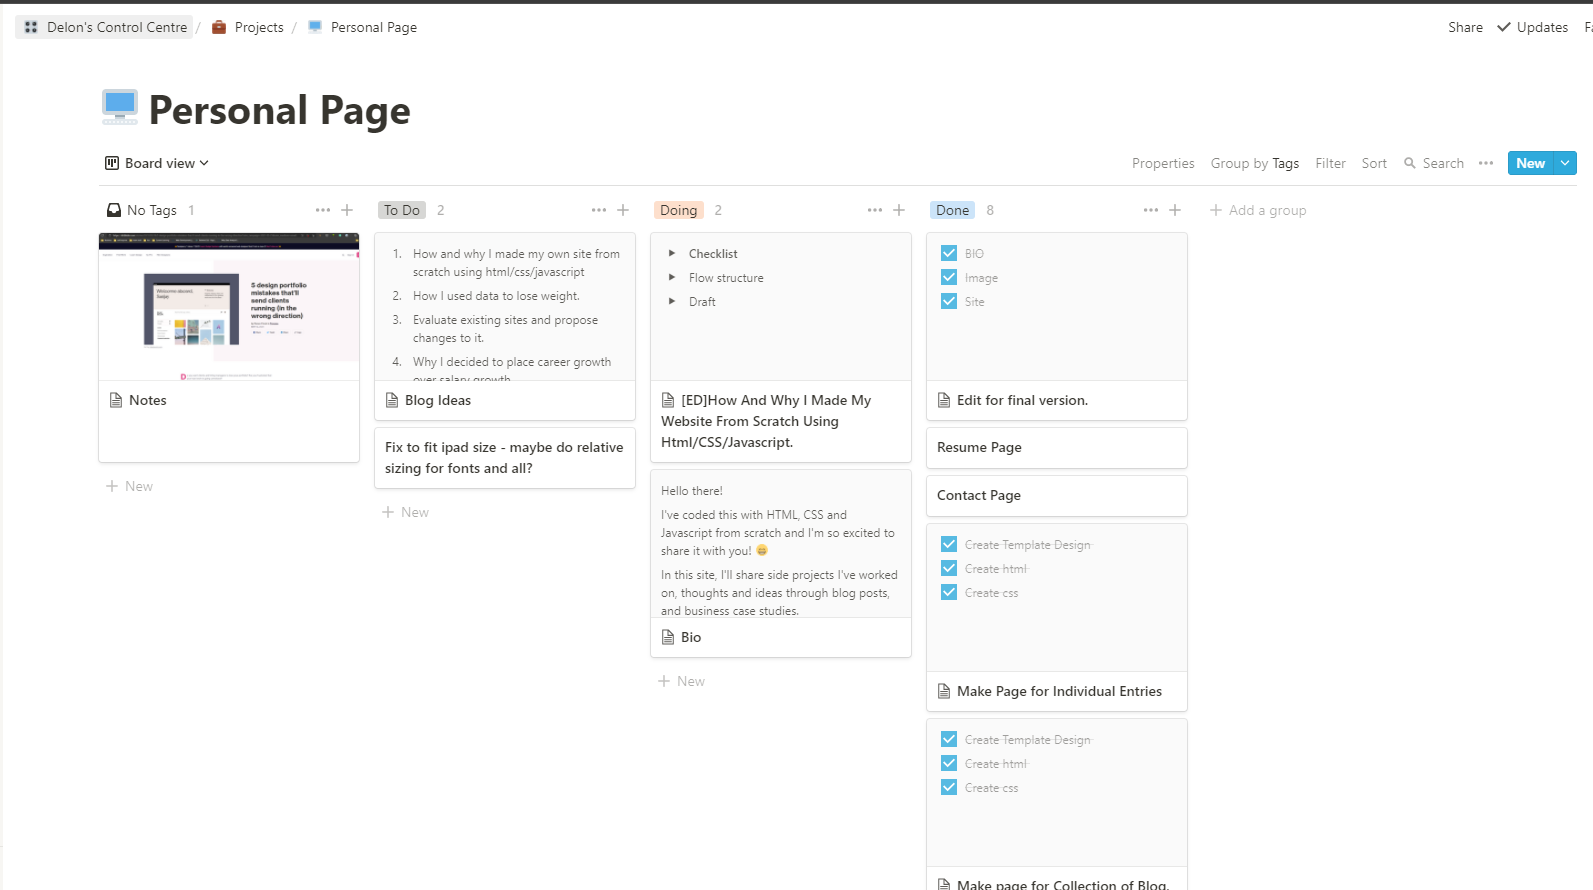 Delon's Control Centre / Projects / Personal Page
Share Updates
Personal Page
Board view
Properties Group by Tags Filter Sort Search New
No Tags 1
5 design portfolio
mistakes that'll
send clients
running (in the
wrong direction)
Notes
+ New
To Do 2
1. How and why I made my own site from
scratch using html/css/javascript
2. How I used data to lose weight.
3. Evaluate existing sites and propose
changes to it.
4. Why I decided to place career growth
over salary growth
Blog Ideas
Fix to fit ipad size - maybe do relative
sizing for fonts and all?
+ New
Doing 2
Checklist
Flow structure
Draft
[ED]How And Why I Made My
Website From Scratch Using
Html/CSS/Javascript.
Hello there!
I've coded this with HTML, CSS and
Javascript from scratch and I'm so excited to
share it with you! 😄
In this site, I'll share side projects I've worked
on, thoughts and ideas through blog posts,
and business case studies.
Bio
+ New
Done 8
BIO
Image
Site
Edit for final version.
Resume Page
Contact Page
Create Template Design
Create html
Create css
Make Page for Individual Entries
Create Template Design
Create html
Create css
Make page for Collection of Blog.
+ Add a group